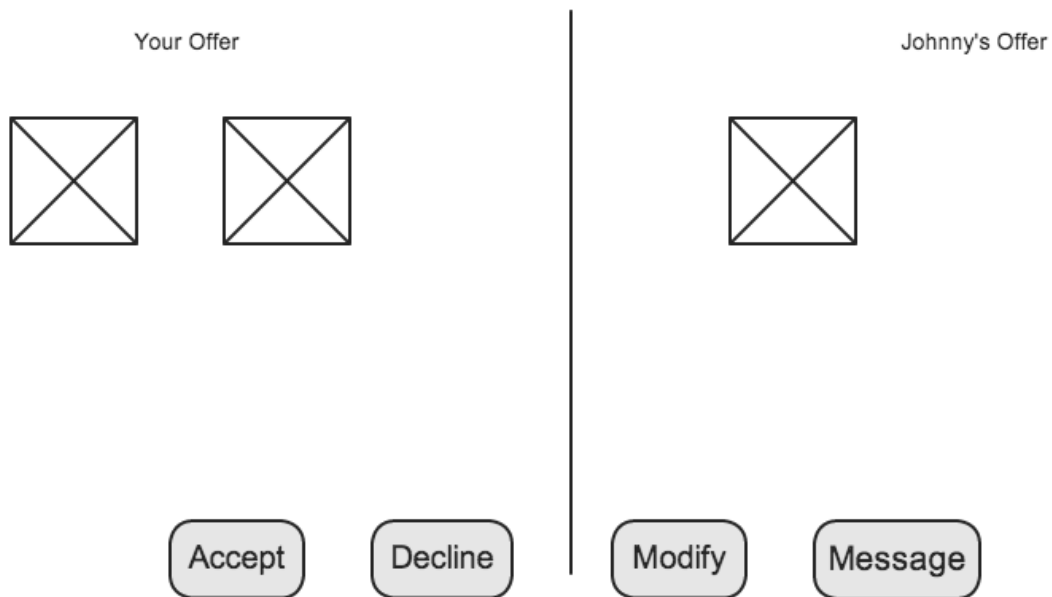 Your Offer
Johnny's Offer
Accept
Decline
Modify
Message